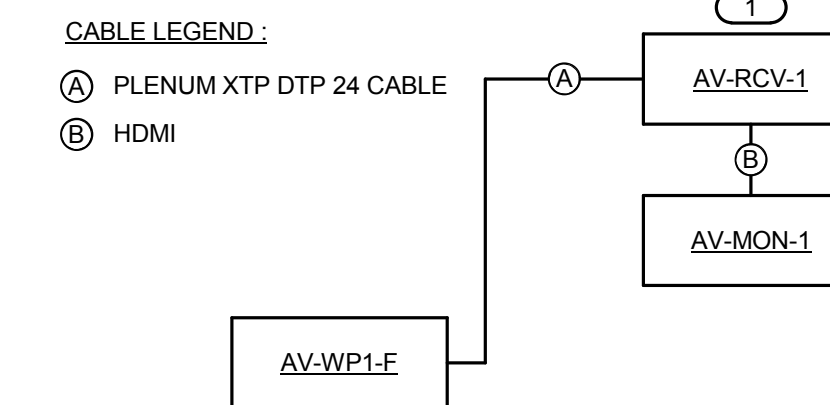 CABLE LEGEND :
A PLENUM XTP DTP 24 CABLE
B HDMI
1
A
AV-RCV-1
B
AV-MON-1
AV-WP1-F